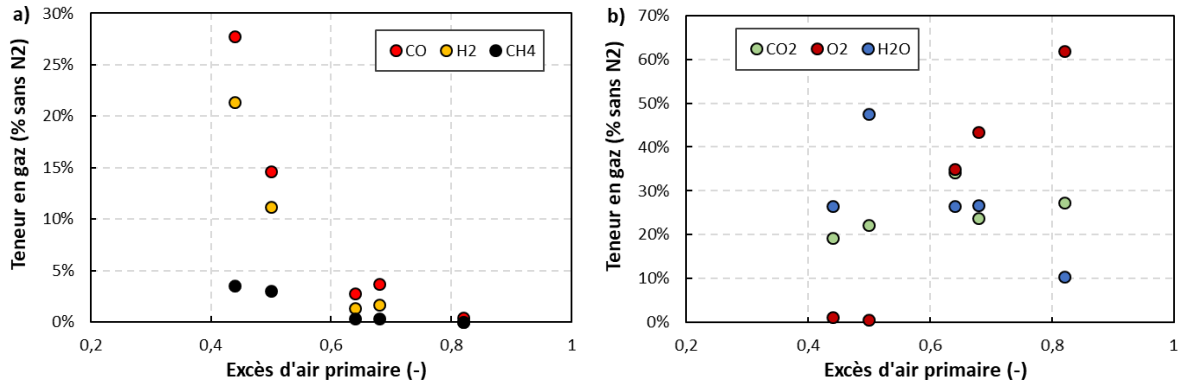 a)
Teneur en gaz (% sans N2)
30%
25%
20%
15%
10%
5%
0%
CO H2 CH4
0,2 0,4 0,6 0,8 1
Excès d'air primaire (-)
b)
Teneur en gaz (% sans N2)
70%
60%
50%
40%
30%
20%
10%
0%
CO2 O2 H2O
0,2 0,4 0,6 0,8 1
Excès d'air primaire (-)